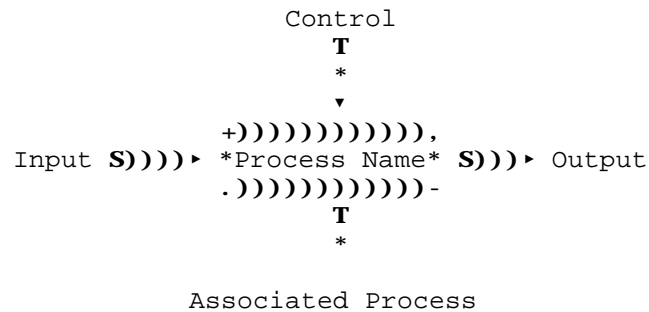 Control
T
*
▼
+))))))))))))),
Input S))))► *Process Name* S)))► Output
.)))))))))))))-
T
*
Associated Process